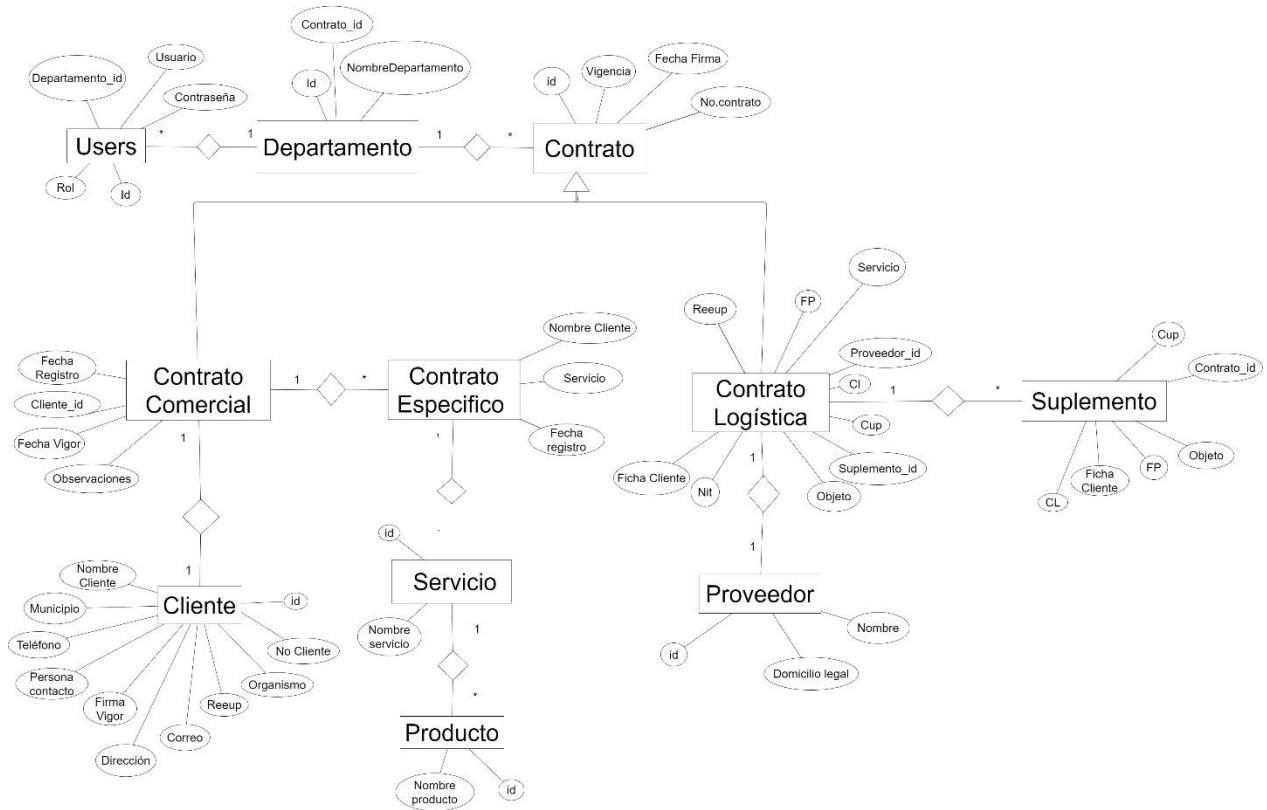 Contrato_id
Usuario
Departamento_id
NombreDepartamento
Id
Contraseña
Vigencia
Fecha Firma
id
No.contrato
*
1
1
*
Users
Departamento
Contrato
Rol
Id
Servicio
Reeup
FP
Nombre Cliente
Cup
Fecha
Registro
Proveedor_id
Contrato_id
Contrato
Comercial
1
*
Contrato
Especifico
Servicio
Contrato
Logística
CI
1
*
Suplemento
Cliente_id
Cup
Fecha Vigor
Fecha
registro
Observaciones
1
1
Ficha Cliente
Nit
1
Objeto
Suplemento_id
CL
Ficha
Cliente
FP
Objeto
id
1
1
Nombre
Cliente
Cliente
id
Servicio
Proveedor
Municipio
Nombre
servicio
1
Nombre
Teléfono
No Cliente
id
Domicilio legal
Persona
contacto
Firma
Vigor
Reeup
Organismo
*
Dirección
Correo
Producto
Nombre
producto
id